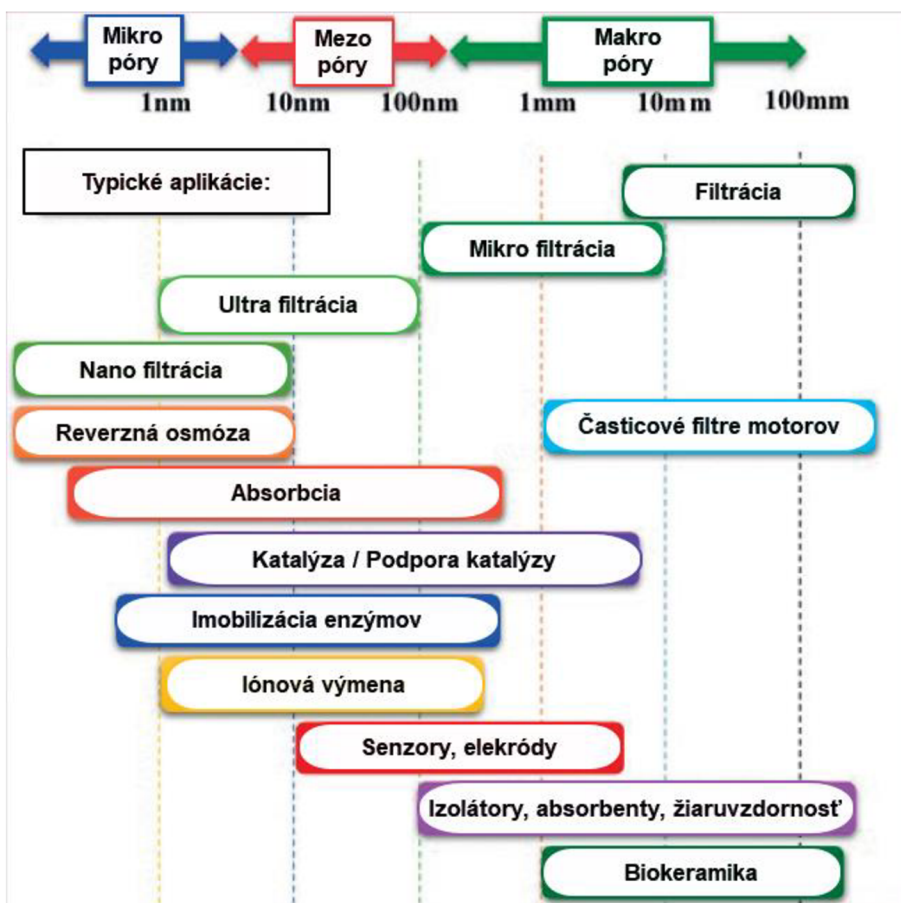 Mikro
póry
Mezo
póry
Makro
póry
1nm
10nm
100nm
1mm
10mm
100mm
Typické aplikácie:
Filtrácia
Mikro filtrácia
Ultra filtrácia
Nano filtrácia
Reverzná osmóza
Časticové filtre motorov
Absorbcia
Katalýza / Podpora katalýzy
Imobilizácia enzýmov
Iónová výmena
Senzory, elekródy
Izolátory, absorbenty, žiaruvzdornosť
Biokeramika